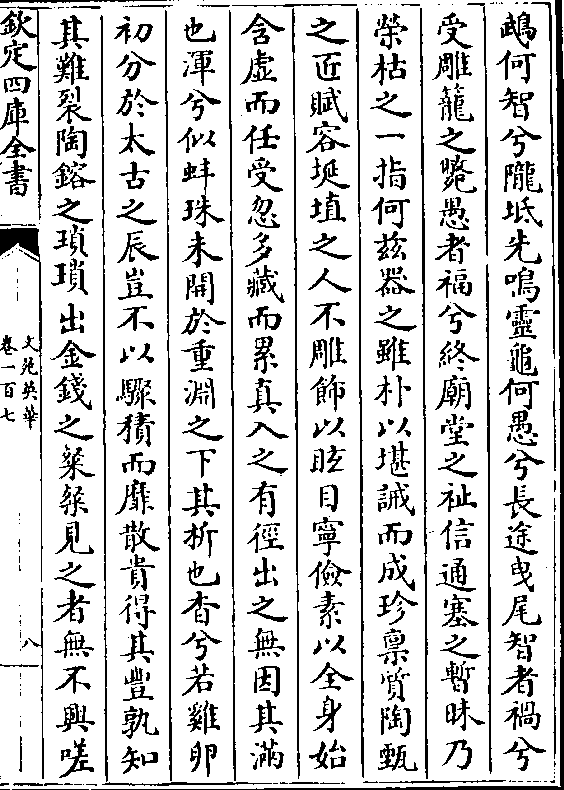 鵡何智兮隴坻先鳴靈龜何愚兮長途曳尾智者禍兮
受雕籠之斃愚者福兮終廟堂之祉信通塞之暫昧乃
榮枯之一指何兹器之雖朴以堪誡而成珍禀質陶甄
之匠賦容埏埴之人不雕飾以眩目寧儉素以全身始
含虚而任受忽多藏而累真入之有徑出之無因其滿
也渾兮似蚌珠未開於重淵之下其析也杳兮若雞卵
初分於太古之辰豈不以驟積而靡散貴得其豐孰知
其難裂陶鎔之瑣瑣出金錢之粲粲見之者無不興嗟
欽定四庫全書
文苑英華
卷一百七
八